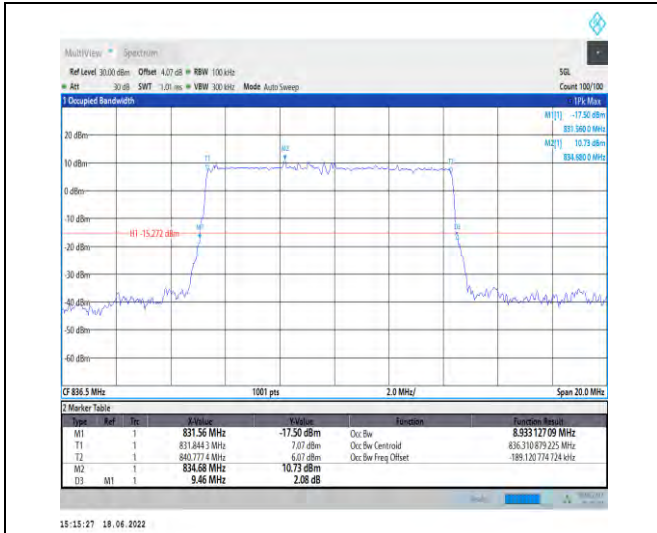 MultiView Spectrum
Ref Level 30.00 dBm Offset 4.07 dB RBW 100 kHz SGL
Att 30 dB SWT 1.01 ms VBW 300 kHz Mode Auto Sweep Count 100/100
1 Occupied Bandwidth 1Pk Max
M1[1] -17.50 dBm
831.560 0 MHz
M2[1] 10.73 dBm
834.680 0 MHz
20 dBm
M2
T1
10 dBm
0 dBm
-10 dBm
M1
H1 -15.272 dBm
-20 dBm
-30 dBm
-40 dBm
-50 dBm
-60 dBm
CF 836.5 MHz 1001 pts 2.0 MHz/ Span 20.0 MHz
2 Marker Table
Type Ref Trc X-Value Y-Value Function Function Result
M1 1 831.56 MHz -17.50 dBm Occ Bw 8.933 127 09 MHz
T1 1 831.844 3 MHz 7.07 dBm Occ Bw Centroid 836.310 879 225 MHz
T2 1 840.777 4 MHz 6.07 dBm Occ Bw Freq Offset -189.120 774 724 kHz
M2 1 834.68 MHz 10.73 dBm
D3 M1 1 9.46 MHz 2.08 dB
15:15:27 18.06.2022